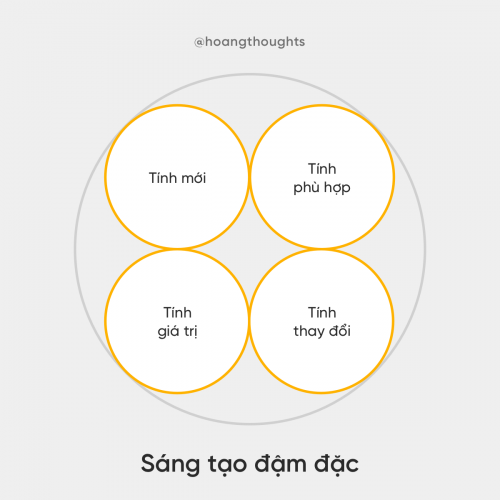 @hoangthoughts
Tính mới
Tính
phù hợp
Tính
giá trị
Tính
thay đổi
Sáng tạo đậm đặc